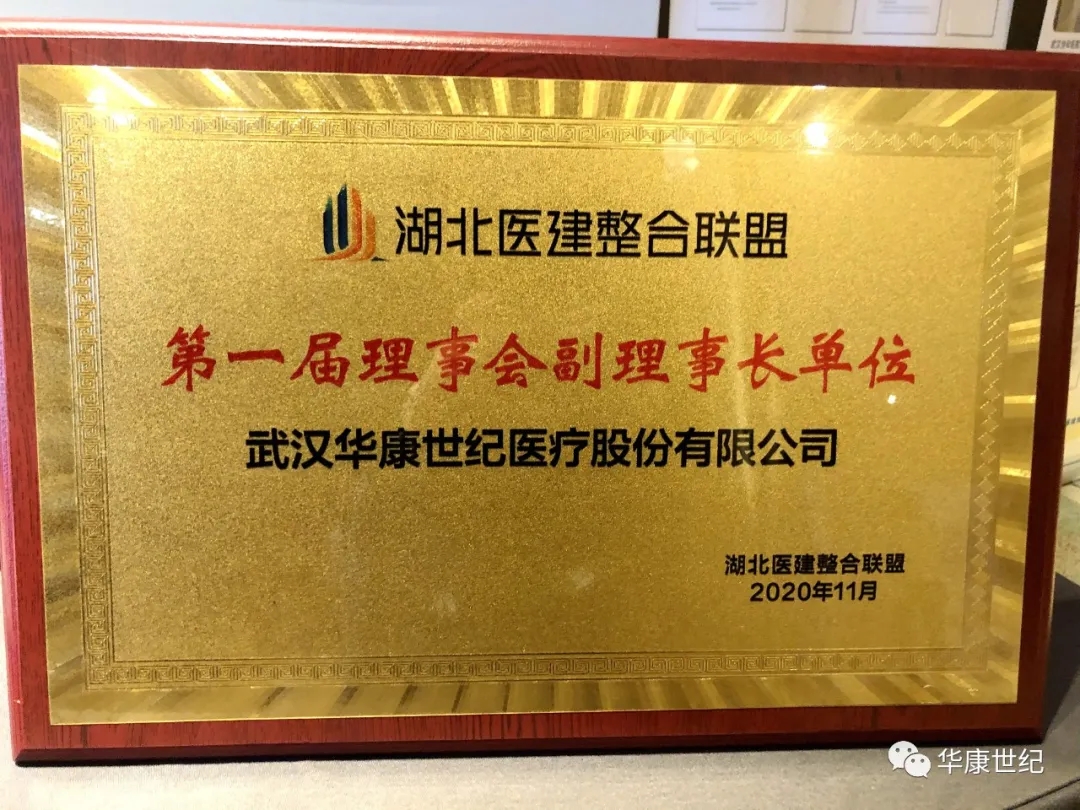 湖北医建整合联盟
第一届理事会副理事长单位
武汉华康世纪医疗股份有限公司
湖北医建整合联盟
2020年11月
华康世纪